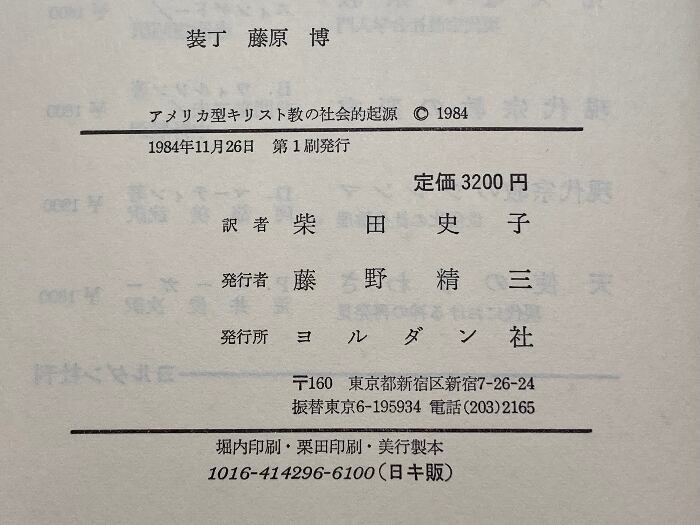 装丁 藤原 博
アメリカ型キリスト教の社会的起源 © 1984
1984年11月26日 第1刷発行
定価3200円
訳者 柴田史子
発行者 藤野精三
発行所 ヨルダン社
〒160 東京都新宿区新宿7-26-24
振替東京6-195934 電話(203)2165
堀内印刷・栗田印刷・美行製本
1016-414296-6100(日キ販)